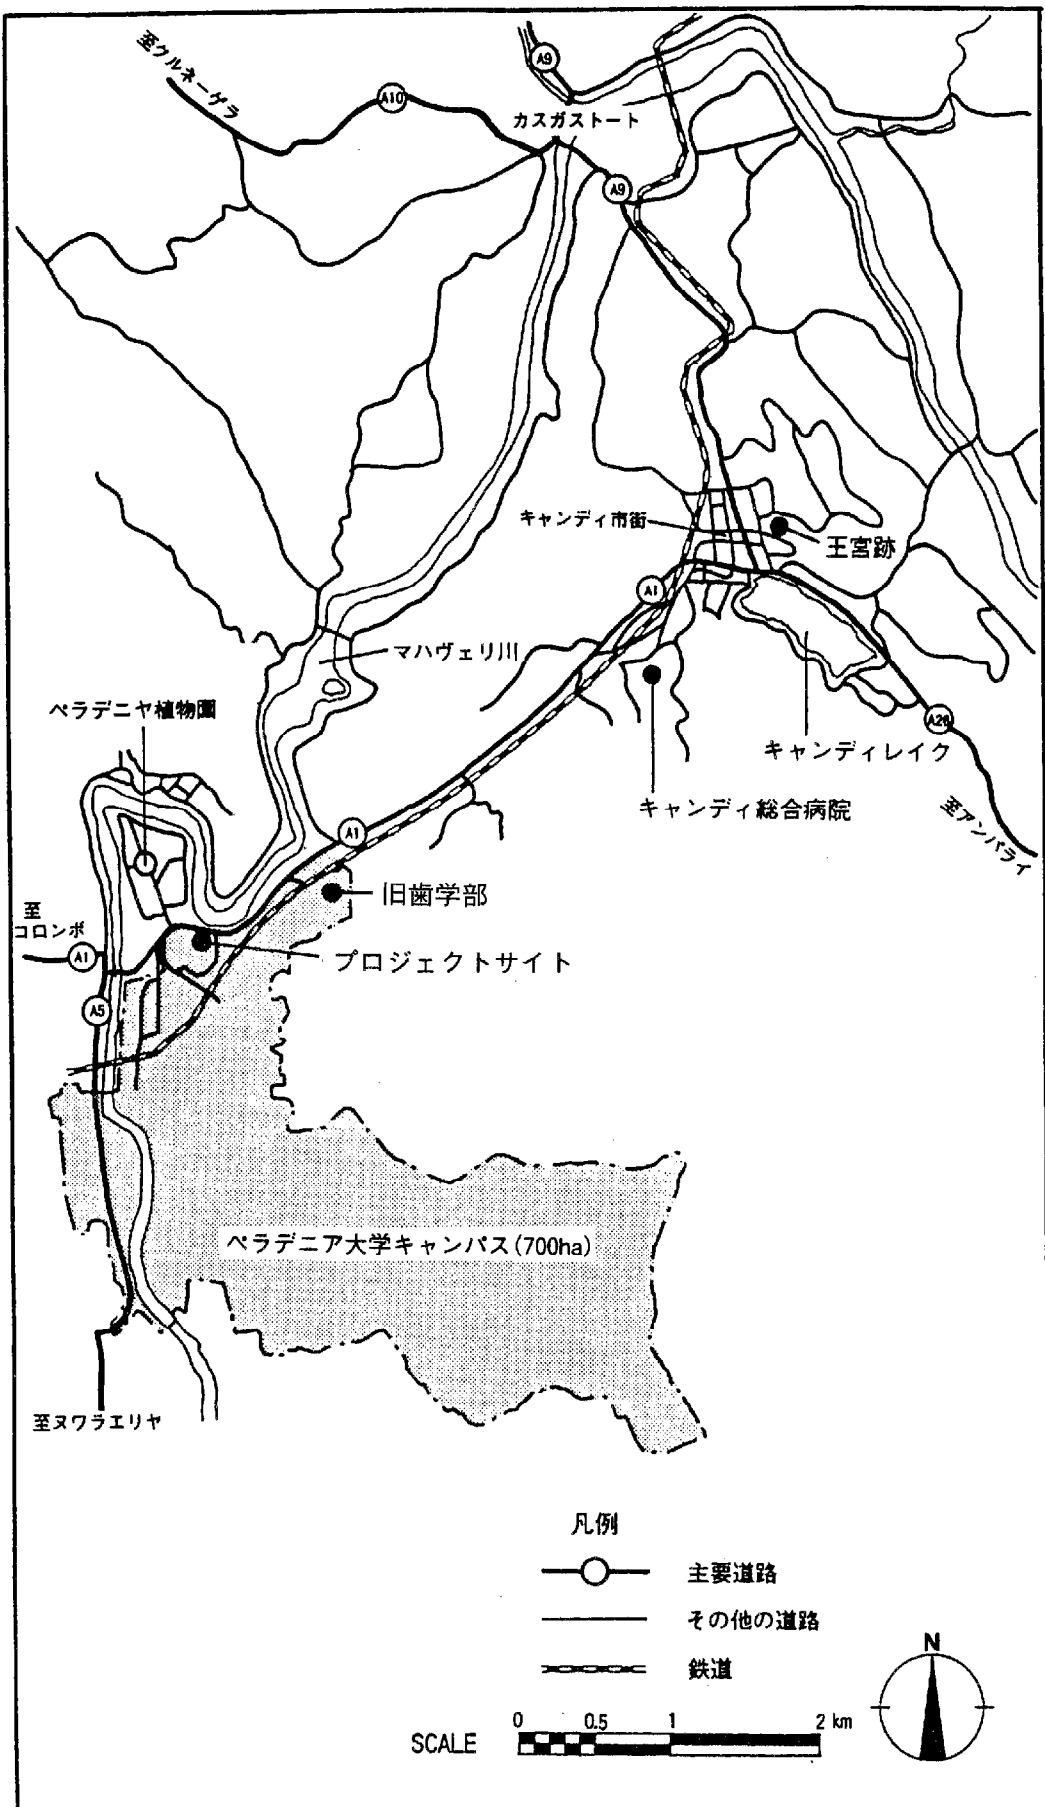 至クルネーゲラ
A9
A10
カスガストート
A9
キャンディ市街
王宮跡
A1
マハヴェリ川
ペラデニヤ植物園
A26
キャンディレイク
キャンディ総合病院
至アンパライ
A1
旧歯学部
至
コロンボ
A1
プロジェクトサイト
A5
ペラデニア大学キャンパス(700ha)
至ヌワラエリヤ
凡例
主要道路
その他の道路
鉄道
N
0 0.5 1 2 km
SCALE